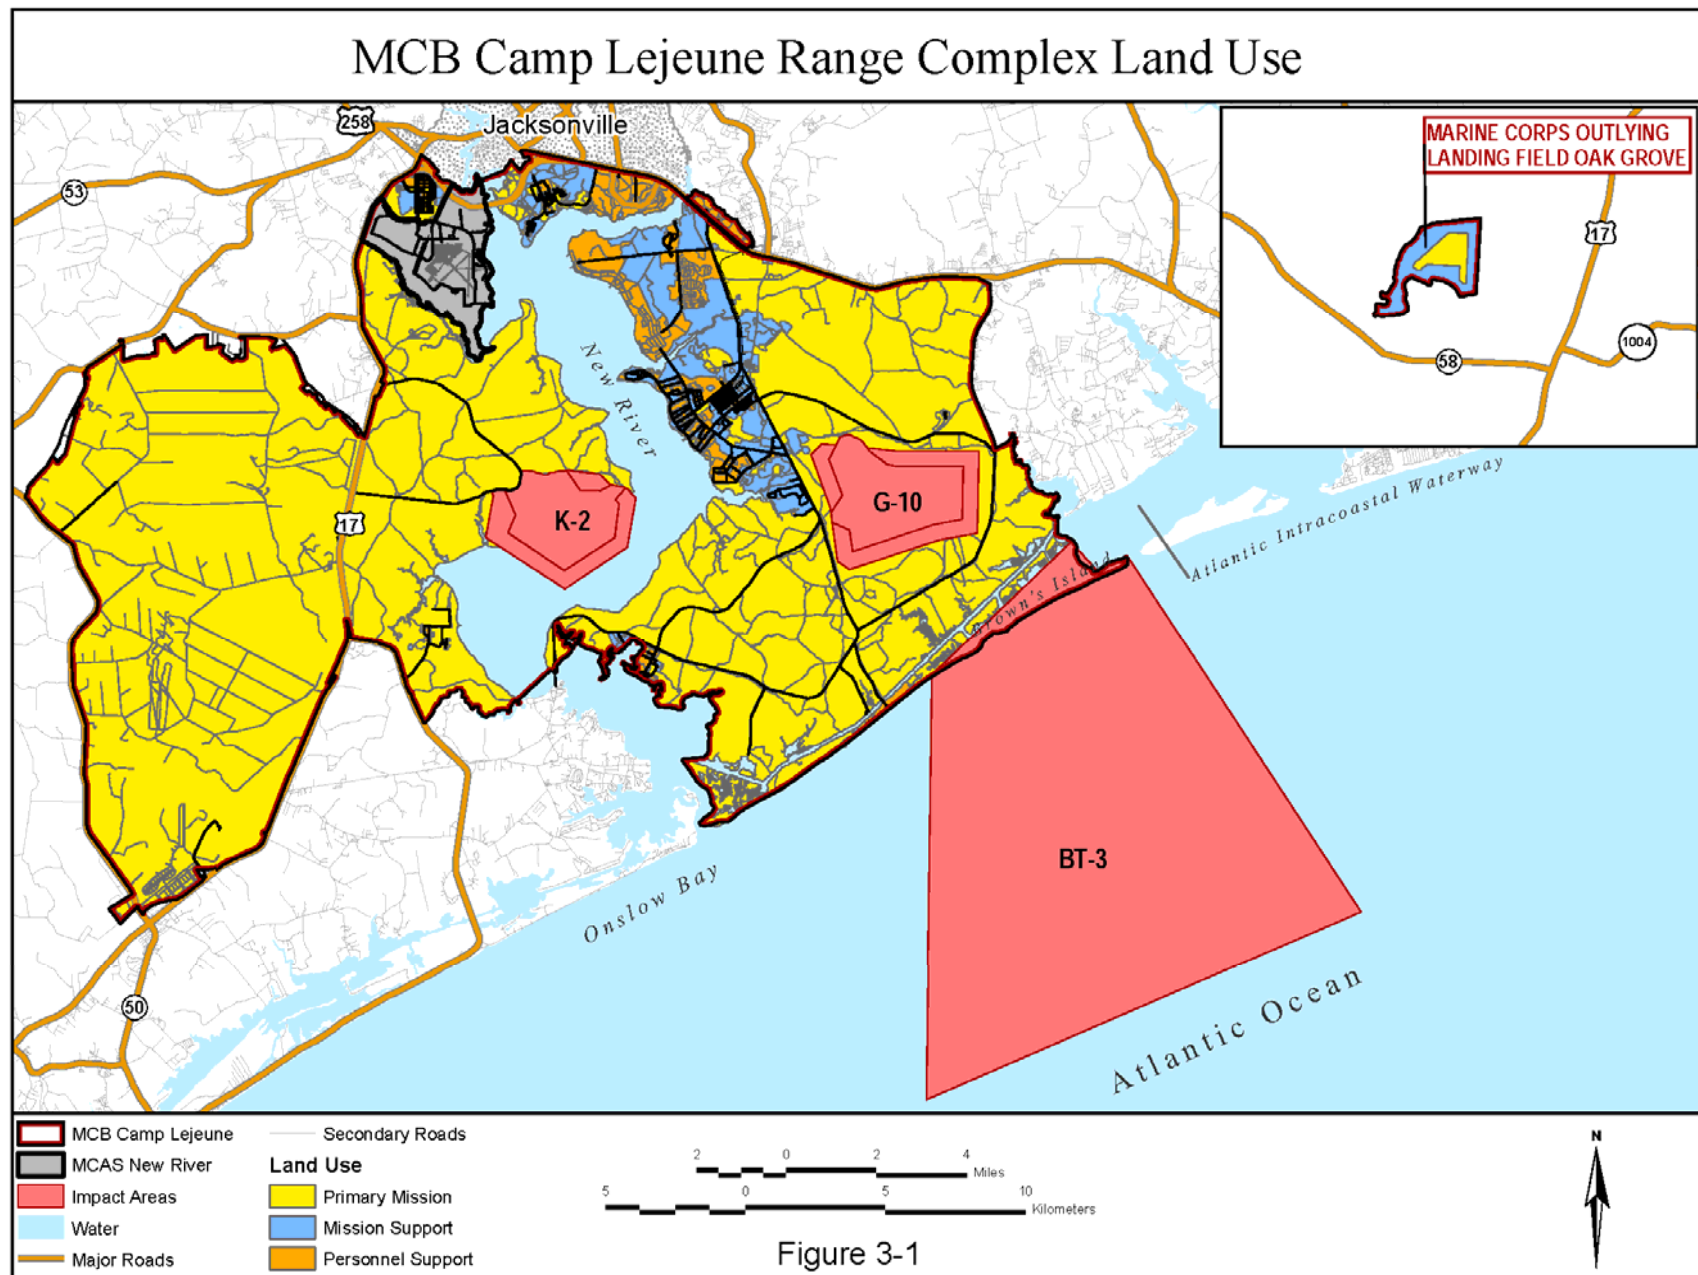 MCB Camp Lejeune Range Complex Land Use
258
Jacksonville
53
MARINE CORPS OUTLYING
LANDING FIELD OAK GROVE
17
1004
58
New River
K-2
G-10
17
Atlantic Intracoastal Waterway
Brown's Island
BT-3
Onslow Bay
Atlantic Ocean
50
MCB Camp Lejeune
MCAS New River
Impact Areas
Water
Major Roads
Secondary Roads
Land Use
Primary Mission
Mission Support
Personnel Support
2 0 2 4
Miles
5 0 5 10
Kilometers
Figure 3-1
N